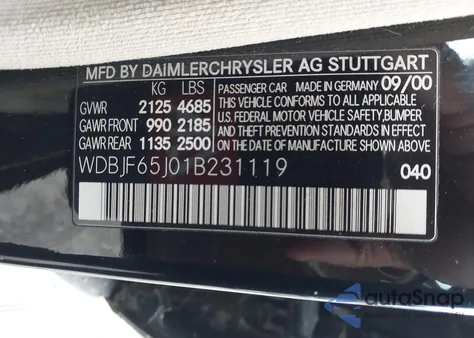 MFD BY DAIMLERCHRYSLER AG STUTTGART
KG LBS
GVWR 2125 4685
GAWR FRONT 990 2185
GAWR REAR 1135 2500
PASSENGER CAR MADE IN GERMANY 09/00
THIS VEHICLE CONFORMS TO ALL APPLICABLE
U.S. FEDERAL MOTOR VEHICLE SAFETY, BUMPER
AND THEFT PREVENTION STANDARDS IN EFFECT
ON THE DATE OF MANUFACTURE SHOWN ABOVE.
WDBJF65J01B231119
040
autoSnap